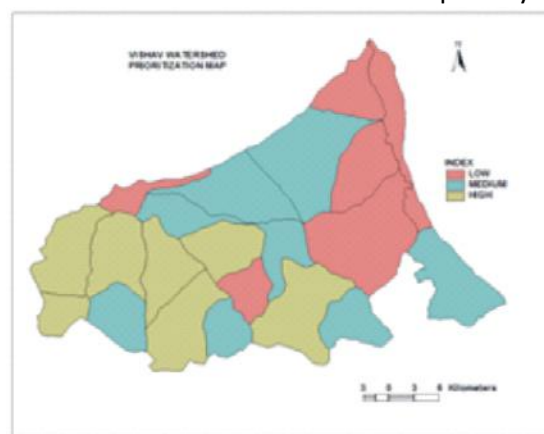 VISHAV WATERSHED
PRIORITIZATION MAP
N
INDEX
LOW
MEDIUM
HIGH
3 0 3 6 Kilometers